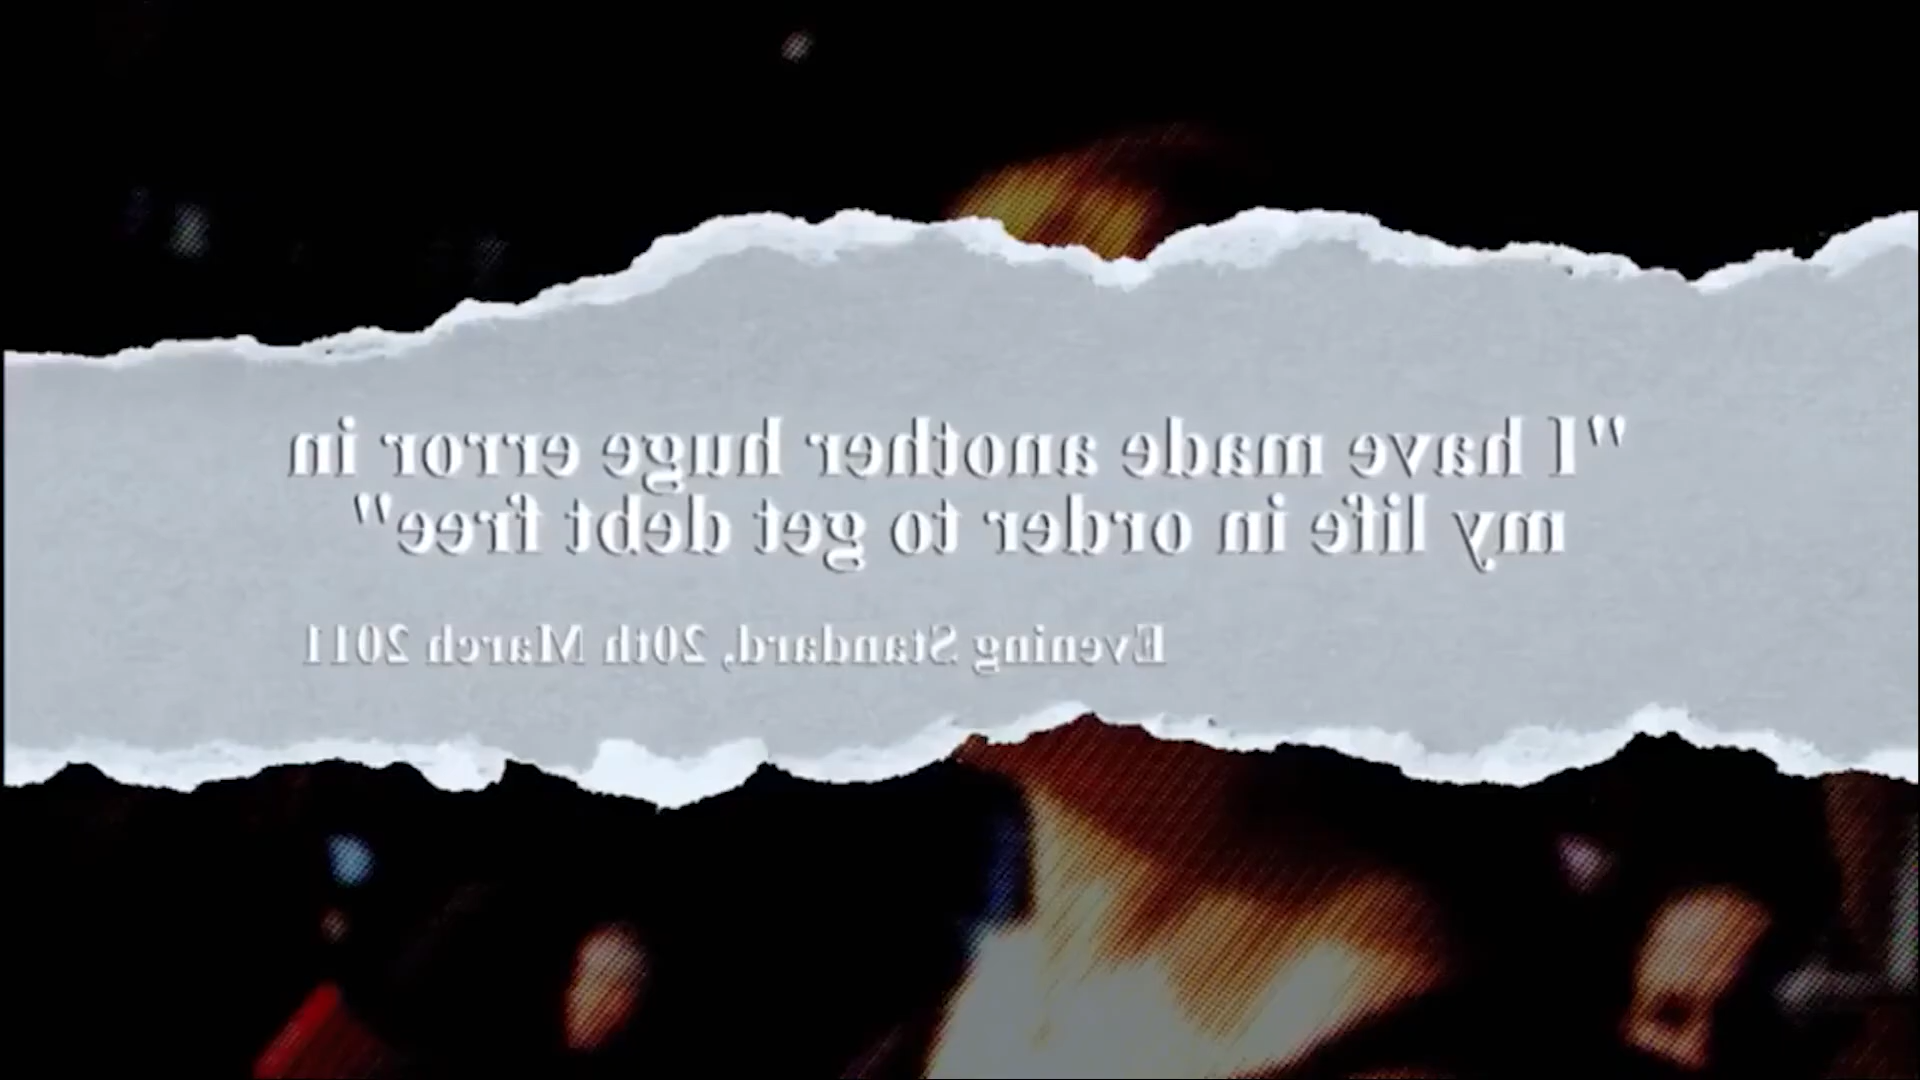 "I have made another huge error in
my life in order to get debt free"
Evening Standard, 20th March 2011